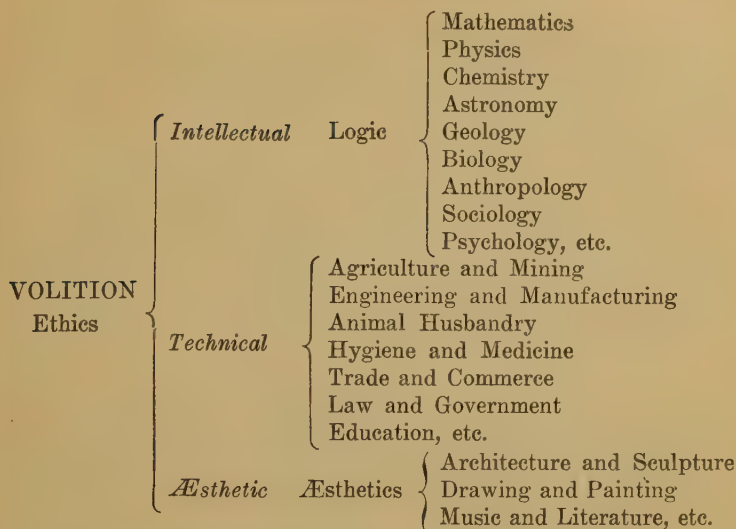 Mathematics
Physics
Chemistry
Astronomy
Intellectual Logic Geology
Biology
Anthropology
Sociology
Psychology, etc.
VOLITION
Ethics
Technical
Agriculture and Mining
Engineering and Manufacturing
Animal Husbandry
Hygiene and Medicine
Trade and Commerce
Law and Government
Education, etc.
Æsthetic Æsthetics
Architecture and Sculpture
Drawing and Painting
Music and Literature, etc.